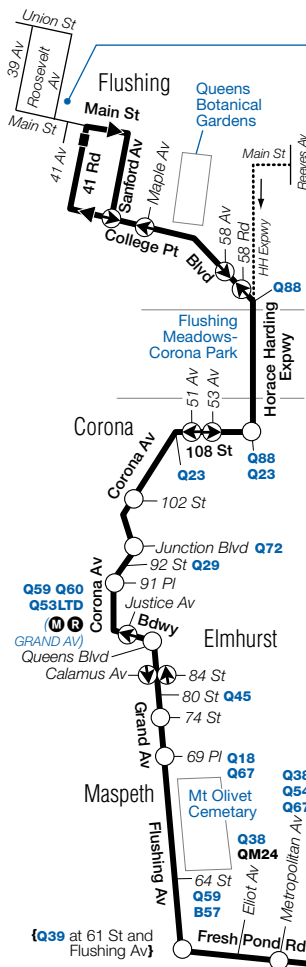 Union St
39 Av
Roosevelt
Av
Flushing
Main St
Main St
41 Av
41 Rd
Sanford Av
Maple Av
Queens
Botanical
Gardens
College Pt
Blvd
58 Av
58 Rd
Main St
Reeves Av
HH Expwy
Q88
Flushing
Meadows-
Corona Park
Horace Harding
Expwy
51 Av
53 Av
Corona
108 St
Q23
Q88
Q23
Corona Av
102 St
Junction Blvd Q72
92 St Q29
91 Pl
Q59 Q60
Q53LTD
(M R
GRAND AV)
Corona Av
Justice Av
Bdwy
Queens Blvd
Elmhurst
Calamus Av
84 St
80 St Q45
Grand Av
74 St
69 Pl Q18
Q67
Maspeth
Mt Olivet
Cemetary
Q38
Q54
Q67
Metropolitan Av
Q38
QM24
Eliot Av
Flushing Av
64 St
Q59
B57
Fresh Pond Rd
{Q39 at 61 St and
Flushing Av}